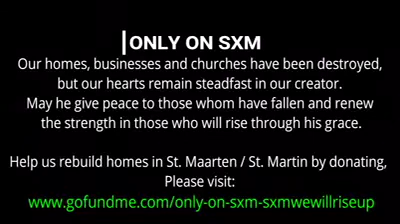 ONLY ON SXM
Our homes, businesses and churches have been destroyed,
but our hearts remain steadfast in our creator.
May he give peace to those whom have fallen and renew
the strength in those who will rise through his grace.
Help us rebuild homes in St. Maarten / St. Martin by donating,
Please visit:
www.gofundme.com/only-on-sxm-sxmwewillriseup